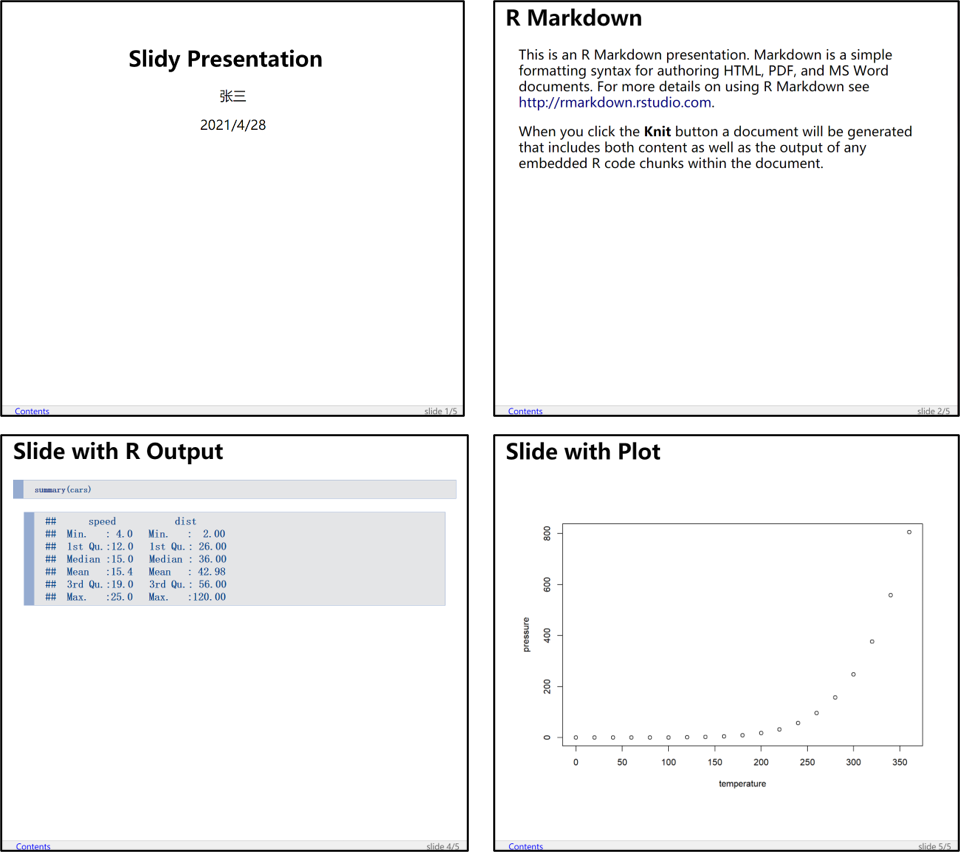 Slidy Presentation
张三
2021/4/28
Contents
slide 1/5
R Markdown
This is an R Markdown presentation. Markdown is a simple
formatting syntax for authoring HTML, PDF, and MS Word
documents. For more details on using R Markdown see
http://rmarkdown.rstudio.com.
When you click the Knit button a document will be generated
that includes both content as well as the output of any
embedded R code chunks within the document.
Contents
slide 2/5
Slide with R Output
summary(cars)
##      speed           dist
##  Min.   : 4.0   Min.   :  2.00
##  1st Qu.:12.0   1st Qu.: 26.00
##  Median :15.0   Median : 36.00
##  Mean   :15.4   Mean   : 42.98
##  3rd Qu.:19.0   3rd Qu.: 56.00
##  Max.   :25.0   Max.   :120.00
Contents
slide 4/5
Slide with Plot
800
600
400
200
0
pressure
0 50 100 150 200 250 300 350
temperature
Contents
slide 5/5